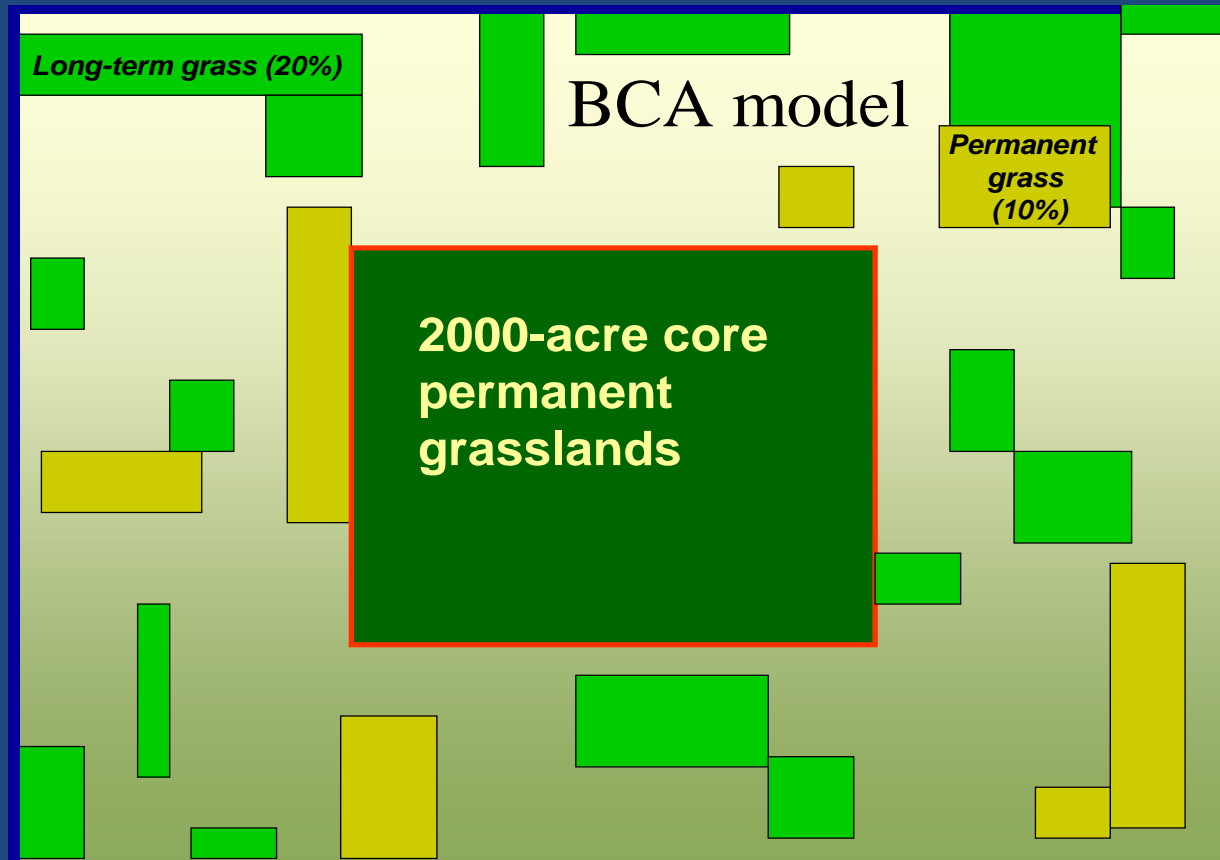 Long-term grass (20%)
BCA model
Permanent
grass
(10%)
2000-acre core
permanent
grasslands